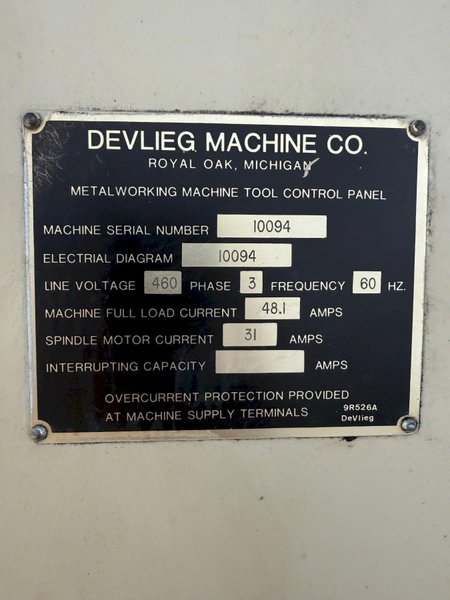 DEVLIEG MACHINE CO.
ROYAL OAK, MICHIGAN
METALWORKING MACHINE TOOL CONTROL PANEL
MACHINE SERIAL NUMBER 10094
ELECTRIAL DIAGRAM 10094
LINE VOLTAGE 460 PHASE 3 FREQUENCY 60 HZ.
MACHINE FULL LOAD CURRENT 48.1 AMPS
SPINDLE MOTOR CURRENT 31 AMPS
INTERRUPTING CAPACITY AMPS
OVERCURRENT PROTECTION PROVIDED
AT MACHINE SUPPLY TERMINALS
9R526A
DeVlieg